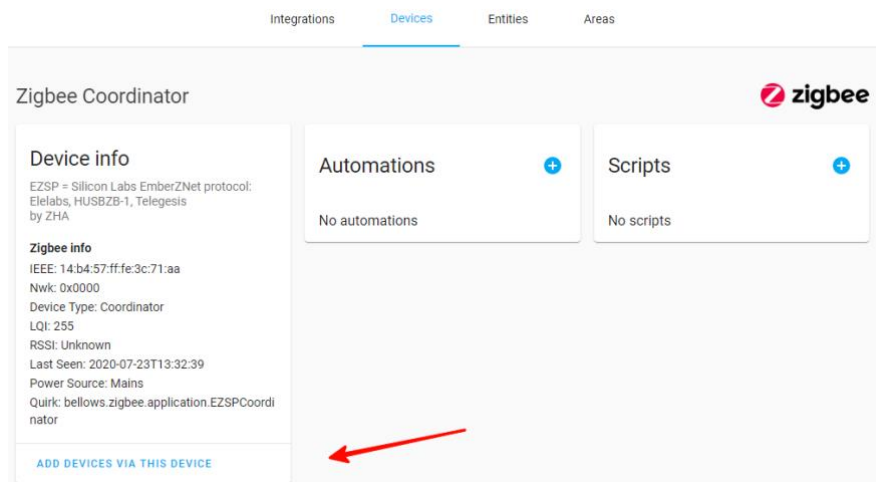 Integrations Devices Entities Areas
Zigbee Coordinator
zigbee
Device info
EZSP = Silicon Labs EmberZNet protocol:
Elelabs, HUSBZB-1, Telegesis
by ZHA
Zigbee info
IEEE: 14:b4:57:ff:fe:3c:71:aa
Nwk: 0x0000
Device Type: Coordinator
LQI: 255
RSSI: Unknown
Last Seen: 2020-07-23T13:32:39
Power Source: Mains
Quirk: bellows.zigbee.application.EZSPCoordi
nator
ADD DEVICES VIA THIS DEVICE
Automations
No automations
Scripts
No scripts